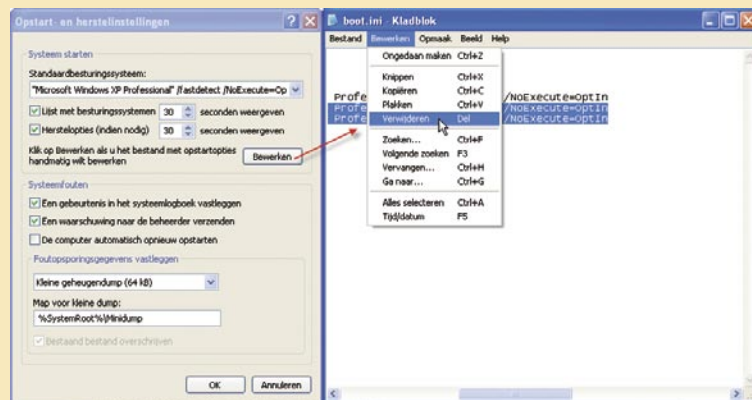 Opstart- en herstelinstellingen
Systeem starten
Standaardbesturingssysteem:
"Microsoft Windows XP Professional" /fastdetect /NoExecute=Op
Lijst met besturingssystemen 30 seconden weergeven
Herstelopties (indien nodig) 30 seconden weergeven
Klik op Bewerken als u het bestand met opstartopties
handmatig wilt bewerken
Bewerken
Systeemfouten
Een gebeurtenis in het systeemlogboek vastleggen
Een waarschuwing naar de beheerder verzenden
De computer automatisch opnieuw opstarten
Foutopsporingsgegevens vastleggen
Kleine geheugendump (64 kB)
Map voor kleine dump:
%SystemRoot%\Minidump
Bestaand bestand overschrijven
OK Annuleren
boot.ini - Kladblok
Bestand Bewerken Opmaak Beeld Help
Ongedaan maken Ctrl+Z
Knippen Ctrl+X
Kopiëren Ctrl+C
Plakken Ctrl+V
Verwijderen Del
Zoeken... Ctrl+F
Volgende zoeken F3
Vervangen... Ctrl+H
Ga naar... Ctrl+G
Alles selecteren Ctrl+A
Tijd/datum F5
Profe /NoExecute=OptIn
Profe /NoExecute=OptIn
Profe /NoExecute=OptIn